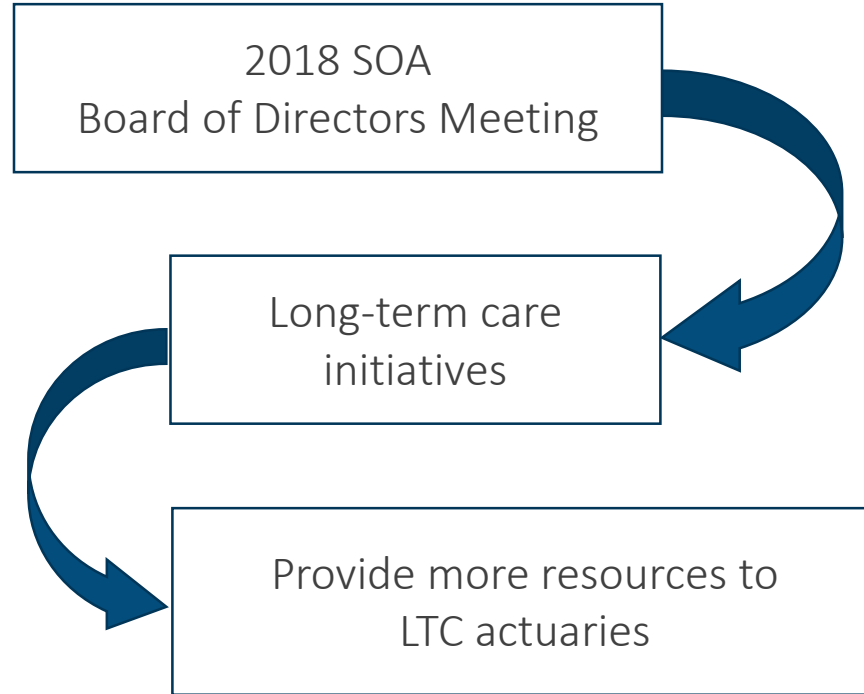 2018 SOA
Board of Directors Meeting
Long-term care
initiatives
Provide more resources to
LTC actuaries